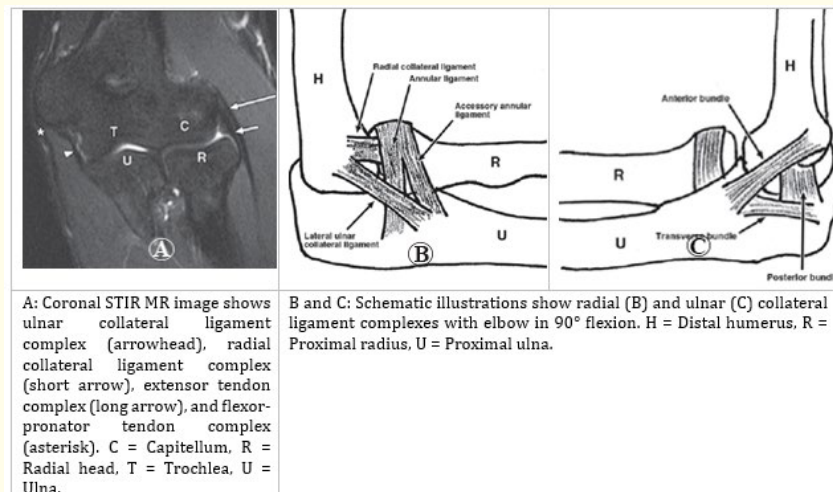 T
C
U
R
A
H
Radial collateral ligament
Annular ligament
Accessory annular
ligament
R
Lateral ulnar
collateral ligament
U
B
H
Anterior bundle
R
U
Transverse bundle
C
Posterior bundl
A: Coronal STIR MR image shows
ulnar collateral ligament
complex (arrowhead), radial
collateral ligament complex
(short arrow), extensor tendon
complex (long arrow), and flexor-
pronator tendon complex
(asterisk). C = Capitellum, R =
Radial head, T = Trochlea, U =
Ulna.
B and C: Schematic illustrations show radial (B) and ulnar (C) collateral
ligament complexes with elbow in 90° flexion. H = Distal humerus, R =
Proximal radius, U = Proximal ulna.